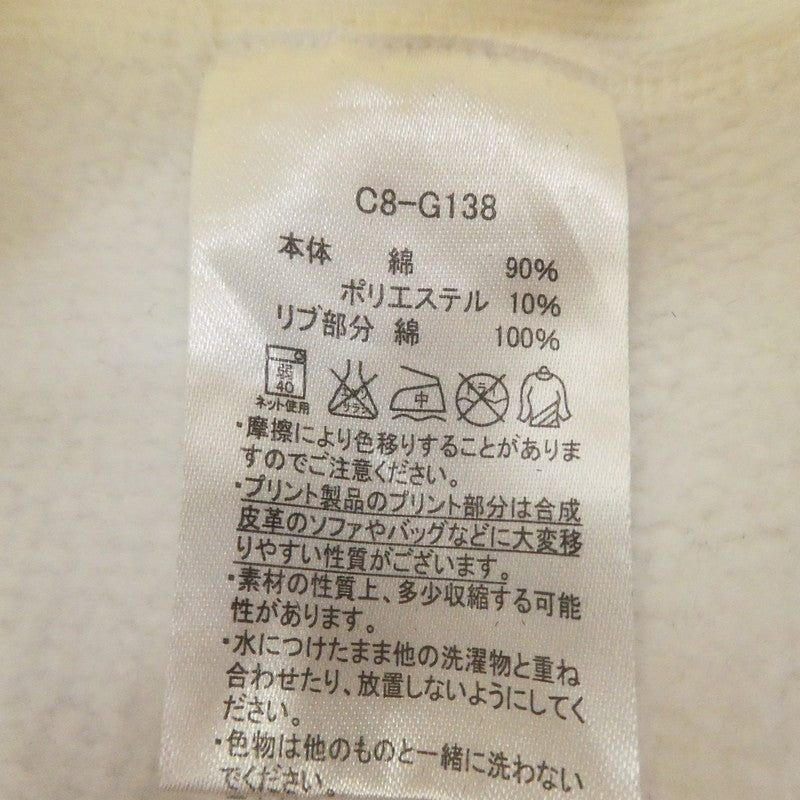 C8-G138
本体 綿 90%
ポリエステル 10%
リブ部分 綿 100%
弱
40
ネット使用
エンソ
サラシ
中
ドライ
・摩擦により色移りすることがありま
すのでご注意ください。
・プリント製品のプリント部分は合成
皮革のソファやバッグなどに大変移
りやすい性質がございます。
・素材の性質上、多少収縮する可能
性があります。
・水につけたまま他の洗濯物と重ね
合わせたり、放置しないようにしてく
ださい。
・色物は他のものと一緒に洗わない
でください。